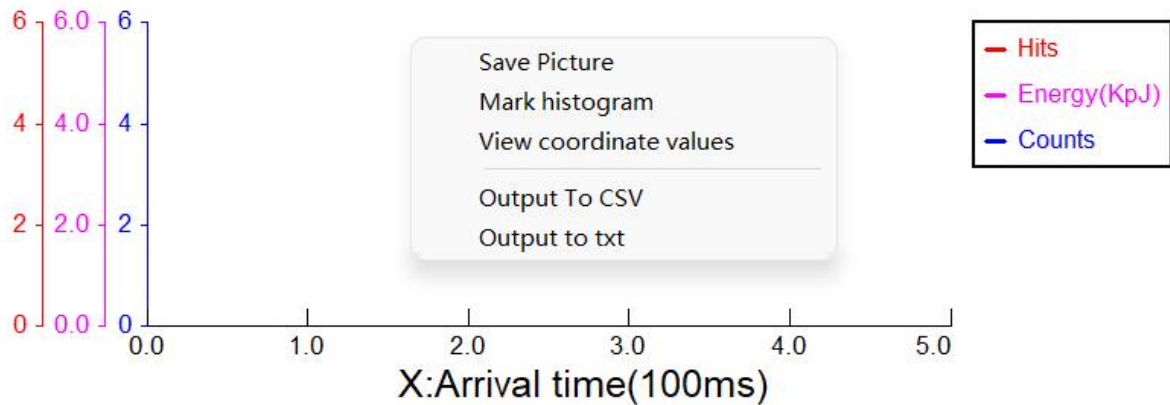 6 6.0 6
4 4.0 4
2 2.0 2
0 0.0 0
0.0 1.0 2.0 3.0 4.0 5.0
X:Arrival time(100ms)
Save Picture
Mark histogram
View coordinate values
Output To CSV
Output to txt
Hits
Energy(KpJ)
Counts